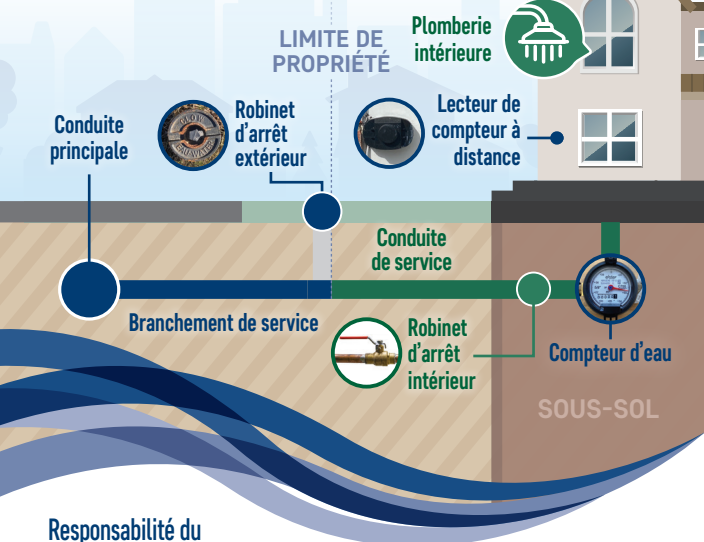 Plomberie
intérieure
LIMITE DE
PROPRIÉTÉ
Conduite
principale
Robinet
d'arrêt
extérieur
Lecteur de
compteur à
distance
Conduite
de service
Branchement de service
Robinet
d'arrêt
intérieur
Compteur d'eau
SOUS-SOL
Responsabilité du